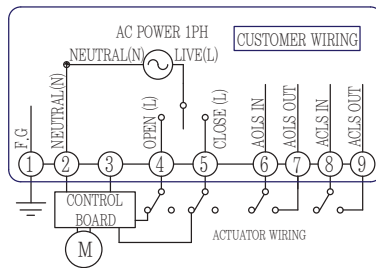 AC POWER 1PH
CUSTOMER WIRING
NEUTRAL(N)
LIVE(L)
F.G
NEUTRAL(N)
OPEN (L)
CLOSE (L)
AOLS IN
AOLS OUT
ACLS IN
ACLS OUT
1 2 3 4 5 6 7 8 9
CONTROL
BOARD
M
ACTUATOR WIRING